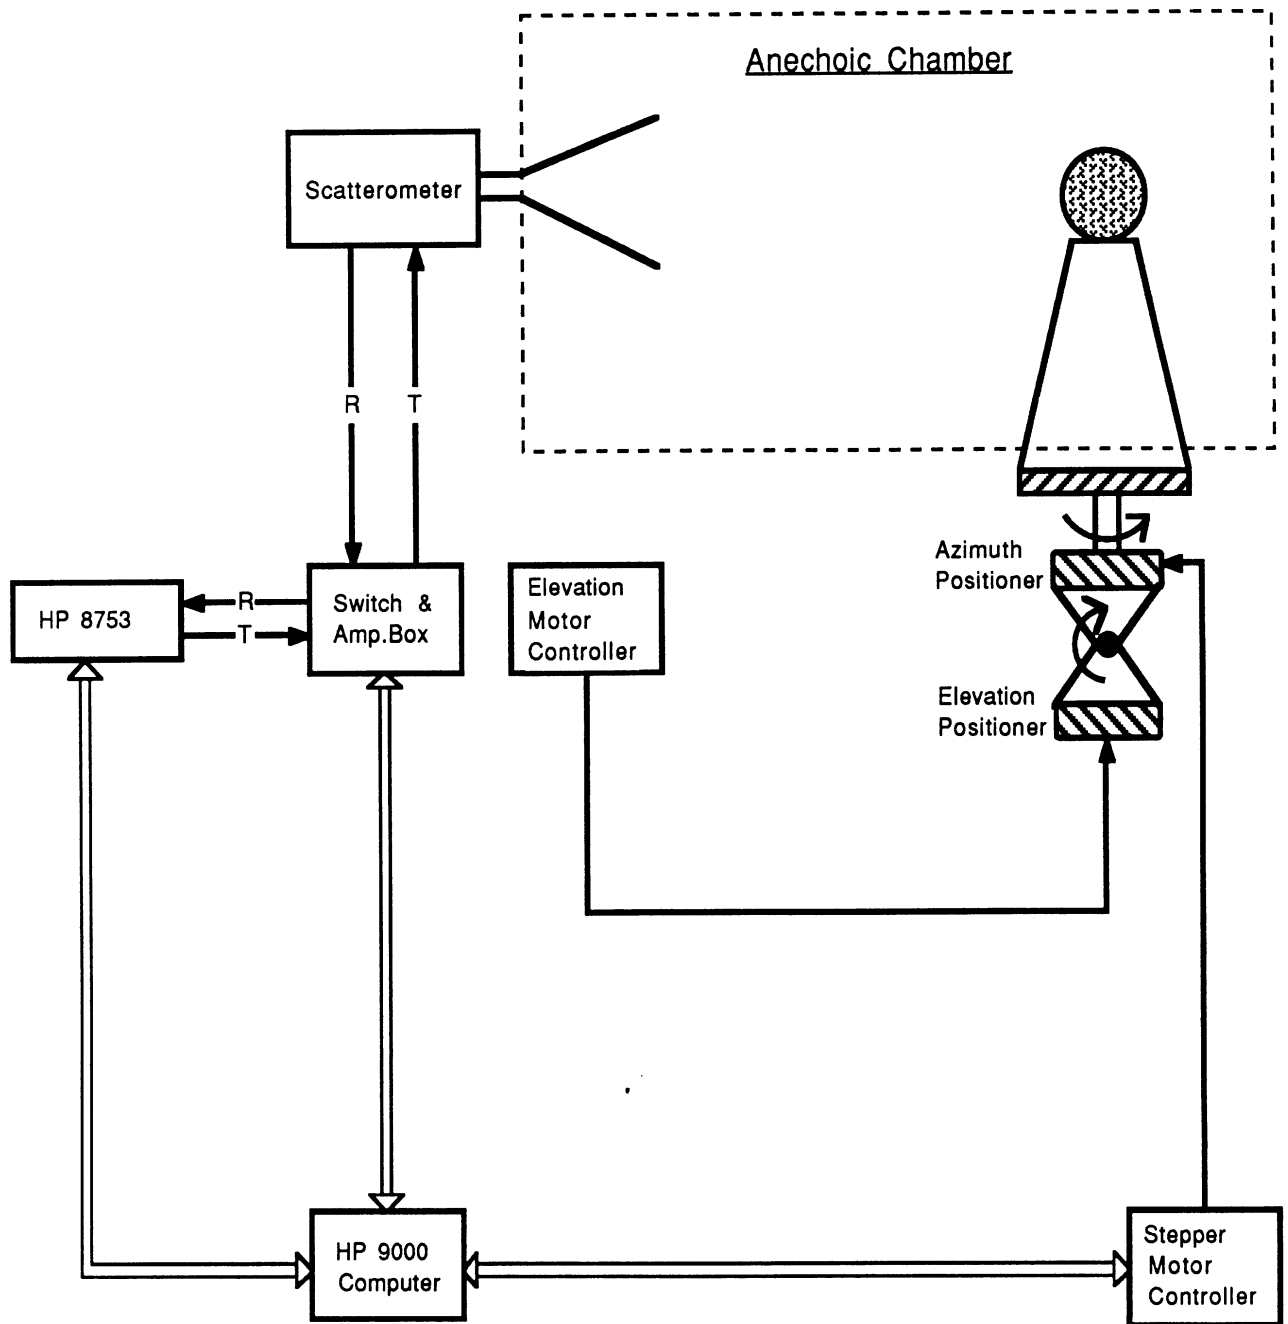 Anechoic Chamber
Scatterometer
R
T
Azimuth
Positioner
HP 8753
R
T
Switch &
Amp.Box
Elevation
Motor
Controller
Elevation
Positioner
HP 9000
Computer
Stepper
Motor
Controller